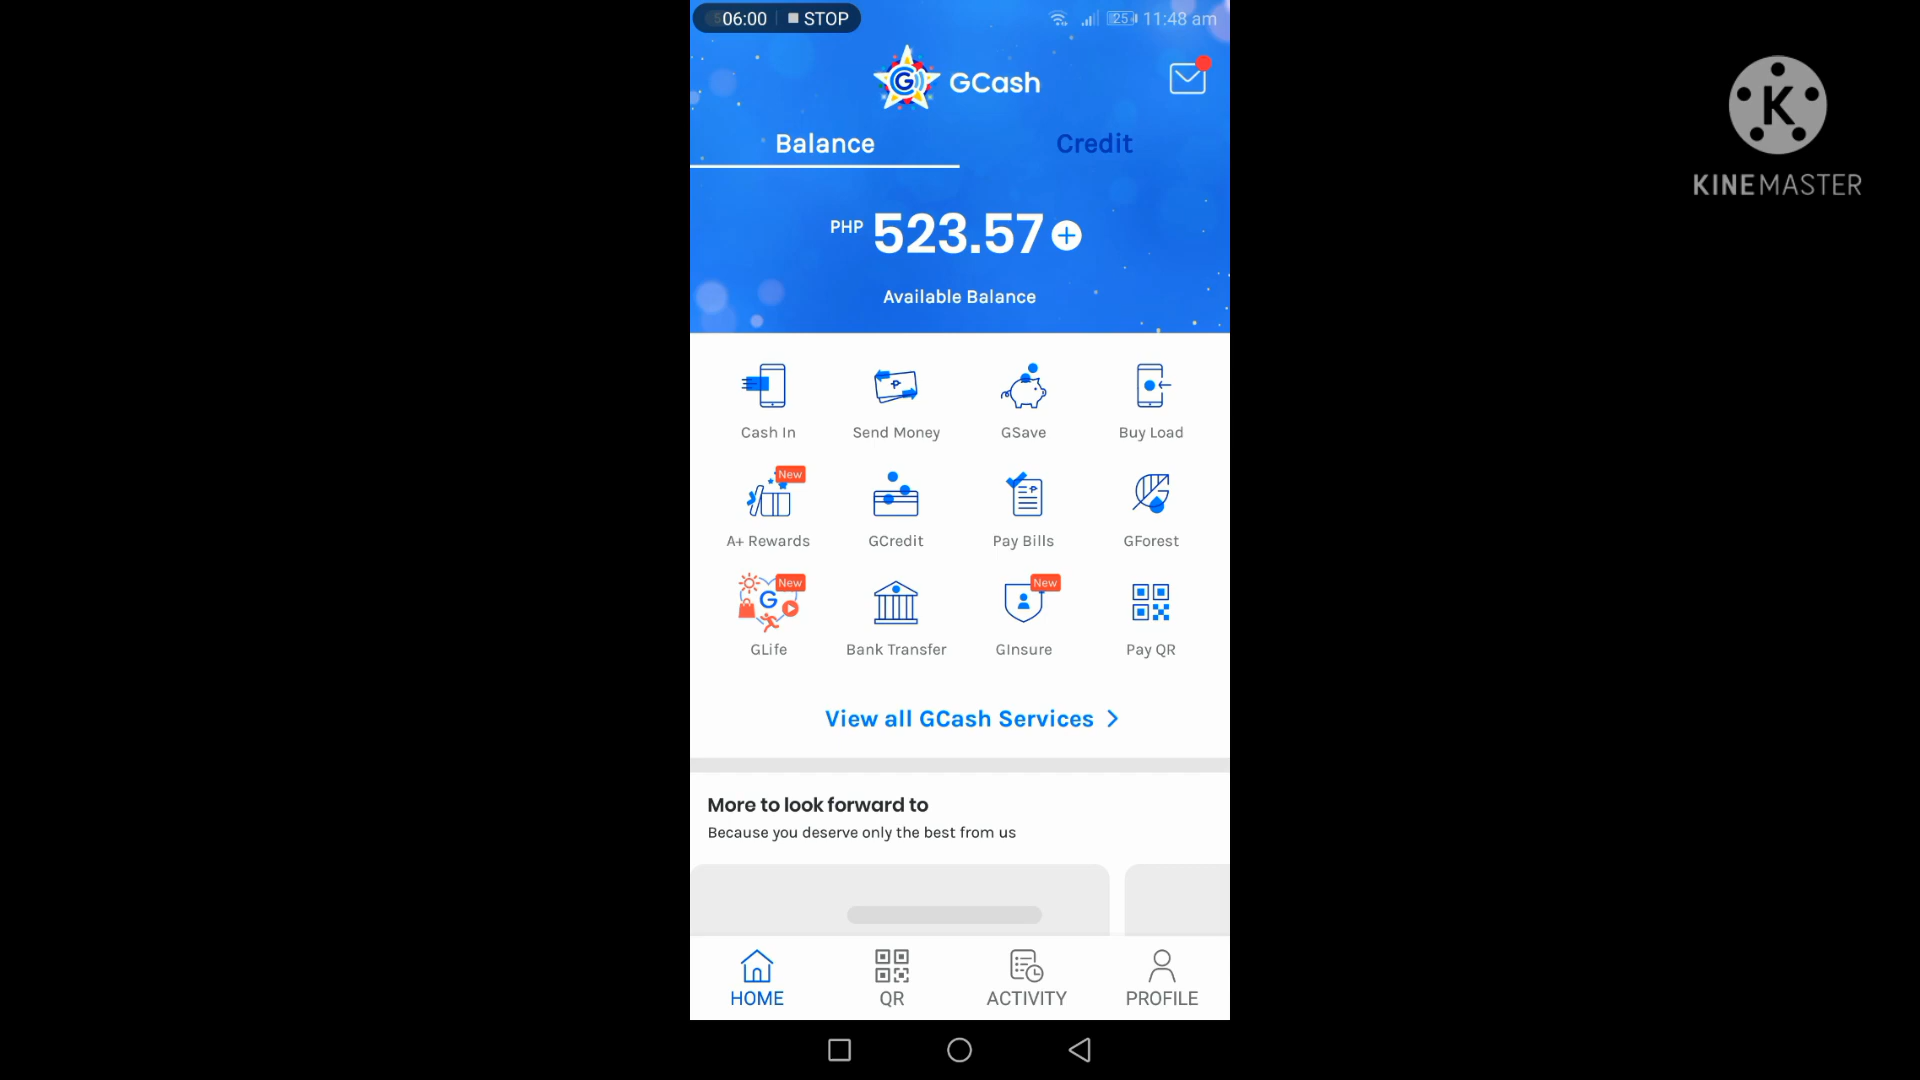 06:00 STOP 25 11:48 am
GCash
KINEMASTER
Balance Credit
PHP 523.57
Available Balance
Cash In Send Money GSave Buy Load
New
A+ Rewards GCredit Pay Bills GForest
New New
GLife Bank Transfer GInsure Pay QR
View all GCash Services
More to look forward to
Because you deserve only the best from us
HOME QR ACTIVITY PROFILE